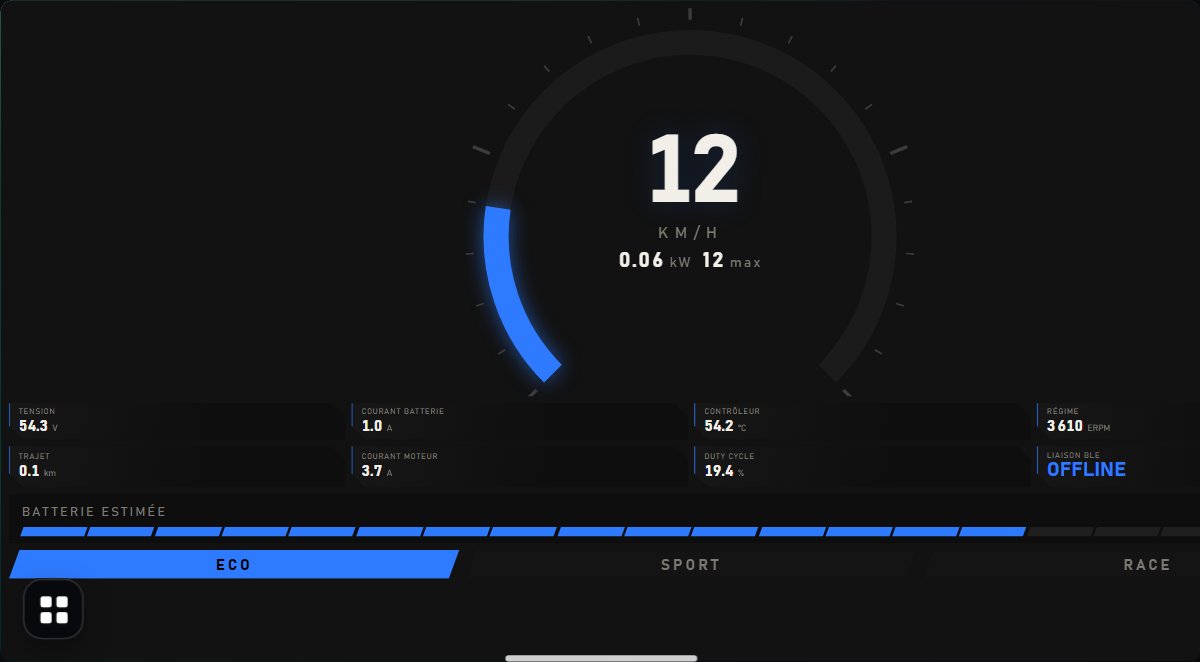 12
KM/H
0.06 kW 12 max
TENSION
54.3 V
COURANT BATTERIE
1.0 A
CONTRÔLEUR
54.2 °C
RÉGIME
3610 ERPM
TRAJET
0.1 km
COURANT MOTEUR
3.7 A
DUTY CYCLE
19.4 %
LIAISON BLE
OFFLINE
BATTERIE ESTIMÉE
ECO
SPORT
RACE